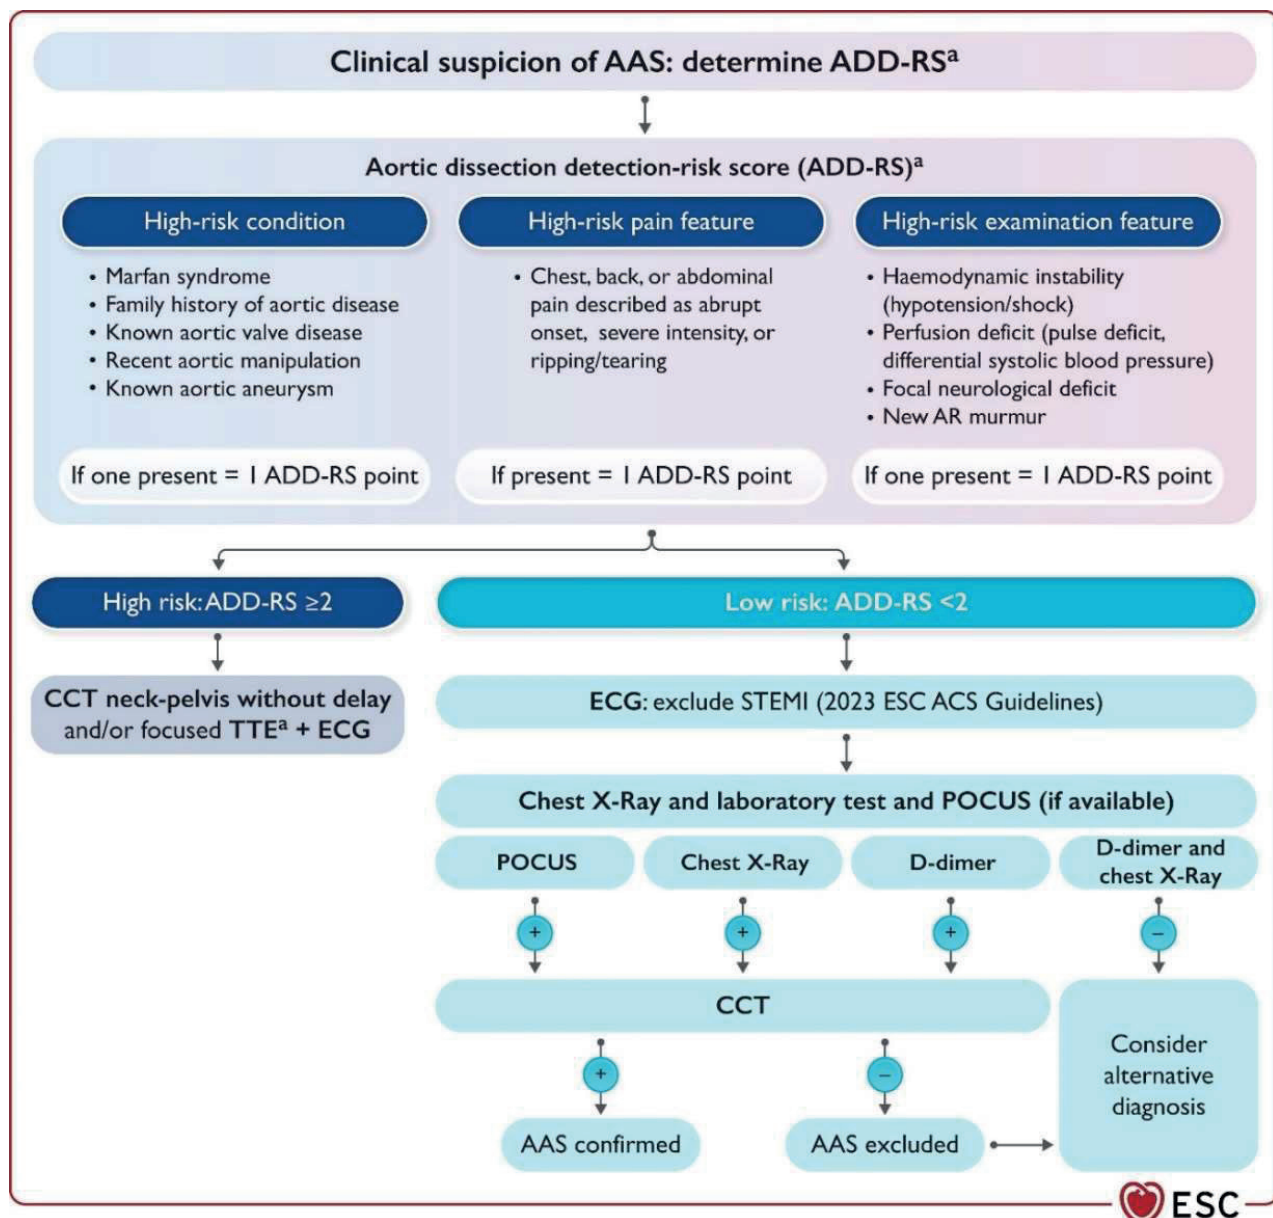 Clinical suspicion of AAS: determine ADD-RSᵃ
Aortic dissection detection-risk score (ADD-RS)ᵃ
High-risk condition
• Marfan syndrome
• Family history of aortic disease
• Known aortic valve disease
• Recent aortic manipulation
• Known aortic aneurysm
If one present = 1 ADD-RS point
High-risk pain feature
• Chest, back, or abdominal
pain described as abrupt
onset, severe intensity, or
ripping/tearing
If present = 1 ADD-RS point
High-risk examination feature
• Haemodynamic instability
(hypotension/shock)
• Perfusion deficit (pulse deficit,
differential systolic blood pressure)
• Focal neurological deficit
• New AR murmur
If one present = 1 ADD-RS point
High risk: ADD-RS ≥2
CCT neck-pelvis without delay
and/or focused TTEᵃ + ECG
Low risk: ADD-RS <2
ECG: exclude STEMI (2023 ESC ACS Guidelines)
Chest X-Ray and laboratory test and POCUS (if available)
POCUS
Chest X-Ray
D-dimer
D-dimer and
chest X-Ray
+
+
+
–
CCT
+
–
AAS confirmed
AAS excluded
Consider
alternative
diagnosis
ESC